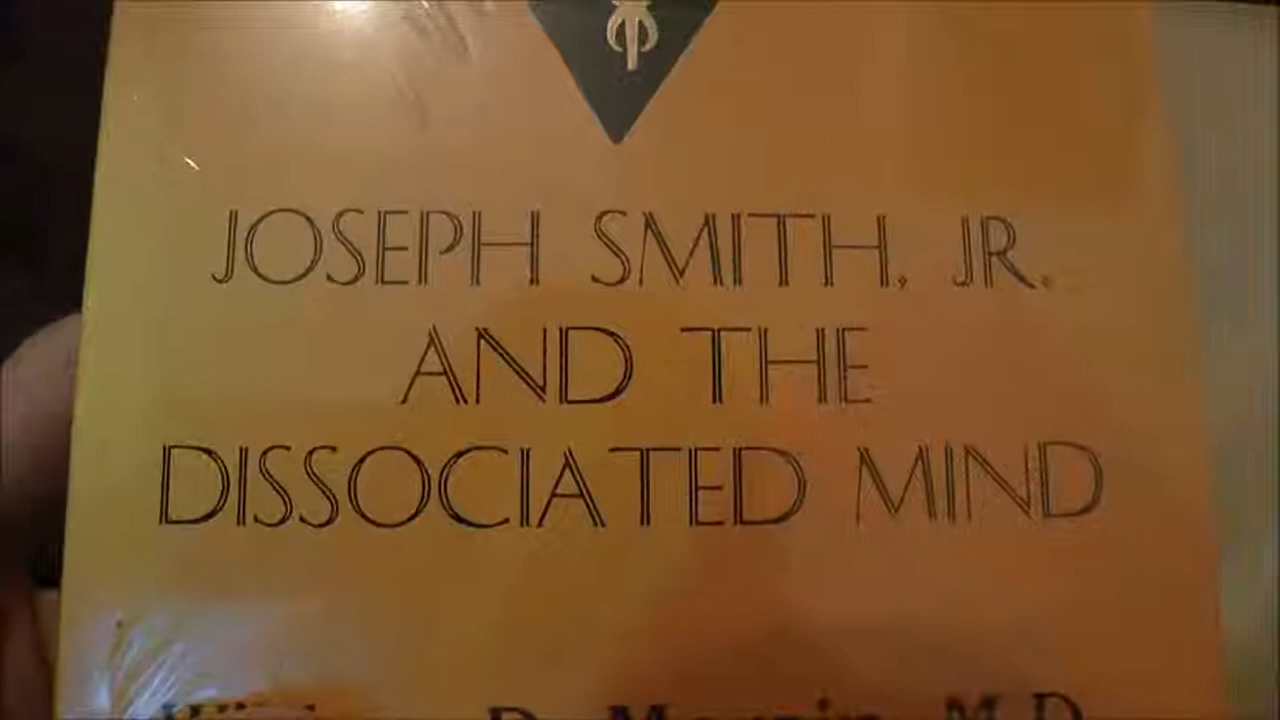 JOSEPH SMITH, JR.
AND THE
DISSOCIATED MIND
D. M.D.